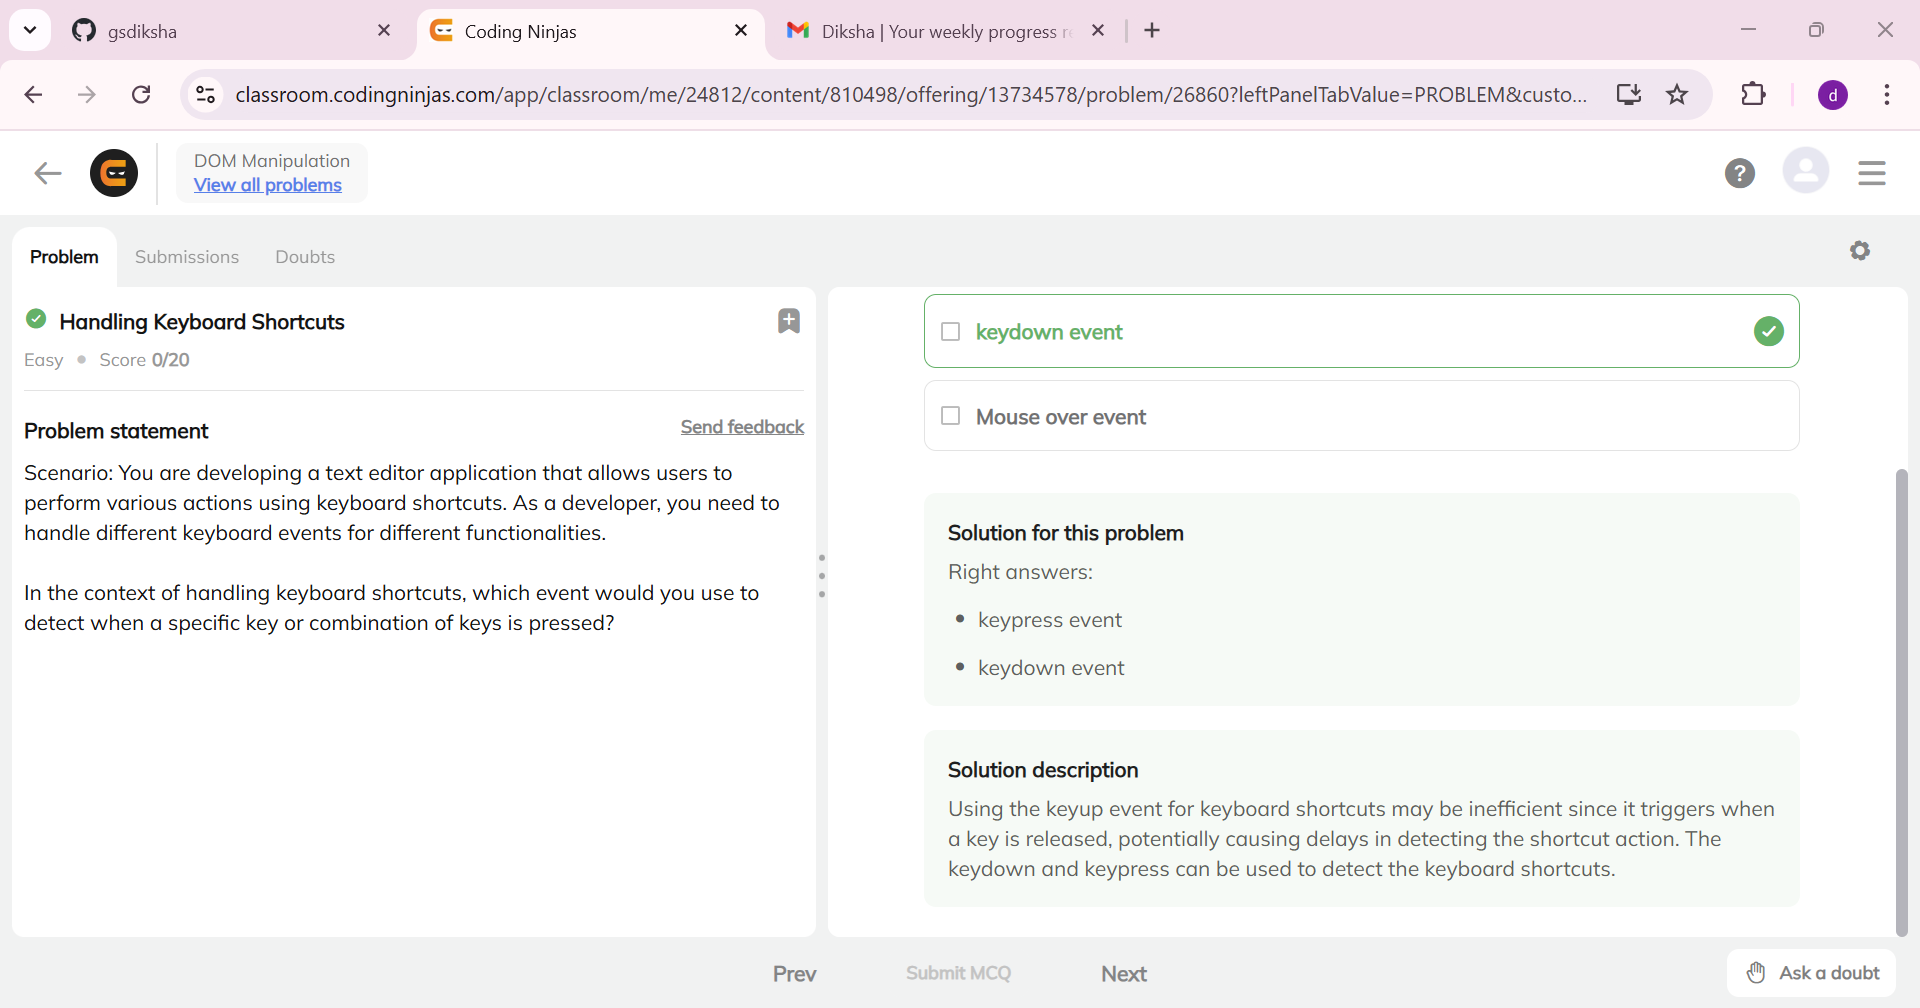 gsdiksha
Coding Ninjas
Diksha | Your weekly progress
classroom.codingninjas.com/app/classroom/me/24812/content/810498/offering/13734578/problem/26860?leftPanelTabValue=PROBLEM&custo...
d
DOM Manipulation
View all problems
?
Problem
Submissions
Doubts
Handling Keyboard Shortcuts
Easy • Score 0/20
Problem statement
Send feedback
Scenario: You are developing a text editor application that allows users to
perform various actions using keyboard shortcuts. As a developer, you need to
handle different keyboard events for different functionalities.
In the context of handling keyboard shortcuts, which event would you use to
detect when a specific key or combination of keys is pressed?
keydown event
Mouse over event
Solution for this problem
Right answers:
• keypress event
• keydown event
Solution description
Using the keyup event for keyboard shortcuts may be inefficient since it triggers when
a key is released, potentially causing delays in detecting the shortcut action. The
keydown and keypress can be used to detect the keyboard shortcuts.
Prev
Submit MCQ
Next
Ask a doubt